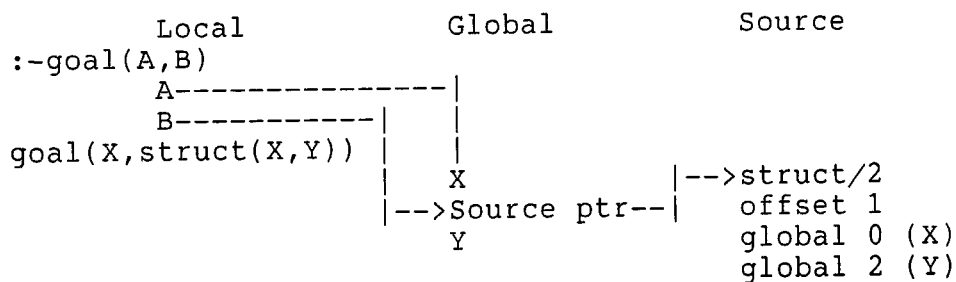 Local Global Source
:-goal(A,B)
A---------------|
B-----------| |
goal(X,struct(X,Y)) | |
| X |-->struct/2
|-->Source ptr--| offset 1
Y global 0 (X)
global 2 (Y)